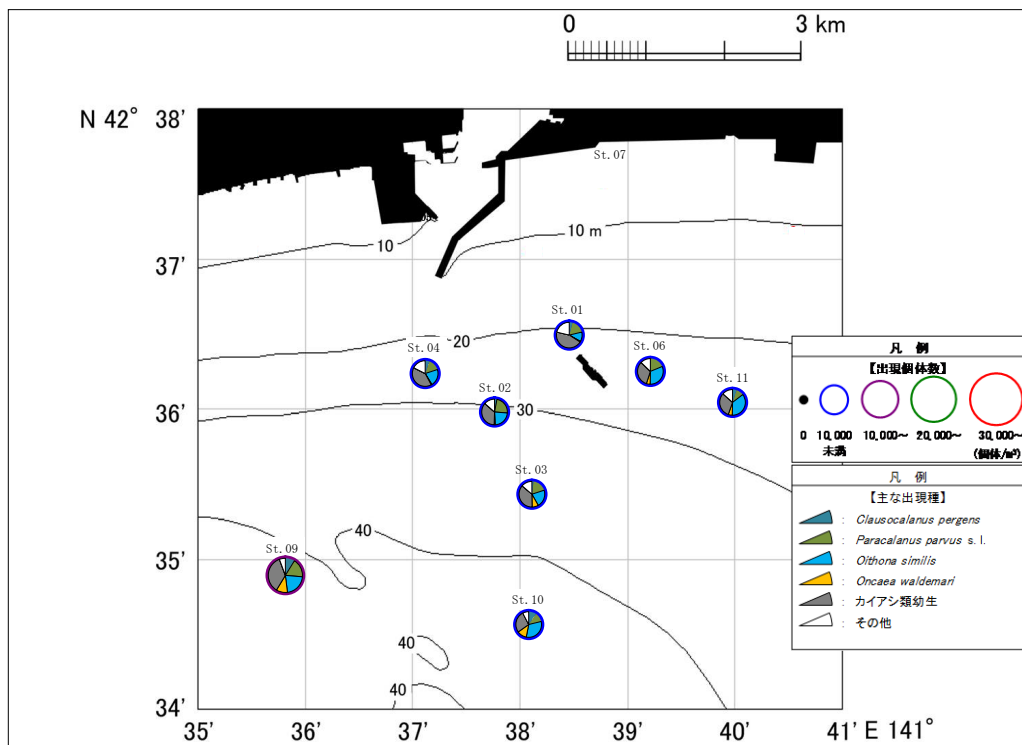 0 3 km
N 42° 38'
St.07
10
10 m
37'
St.01
20
St.04
St.06
St.11
St.02
36'
30
St.03
40
St.09
35'
St.10
40
40
34'
35' 36' 37' 38' 39' 40' 41' E 141°
凡 例
【出現個体数】
0 10,000未満 10,000～ 20,000～ 30,000～
(個体/m³)
凡 例
【主な出現種】
: Clausocalanus pergens
: Paracalanus parvus s. l.
: Oithona similis
: Oncaea waldemari
: カイアシ類幼生
: その他